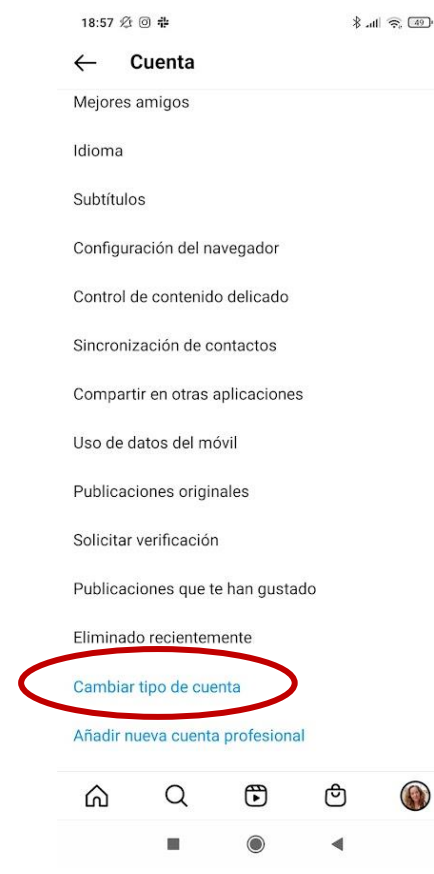 18:57
49
Cuenta
Mejores amigos
Idioma
Subtítulos
Configuración del navegador
Control de contenido delicado
Sincronización de contactos
Compartir en otras aplicaciones
Uso de datos del móvil
Publicaciones originales
Solicitar verificación
Publicaciones que te han gustado
Eliminado recientemente
Cambiar tipo de cuenta
Añadir nueva cuenta profesional